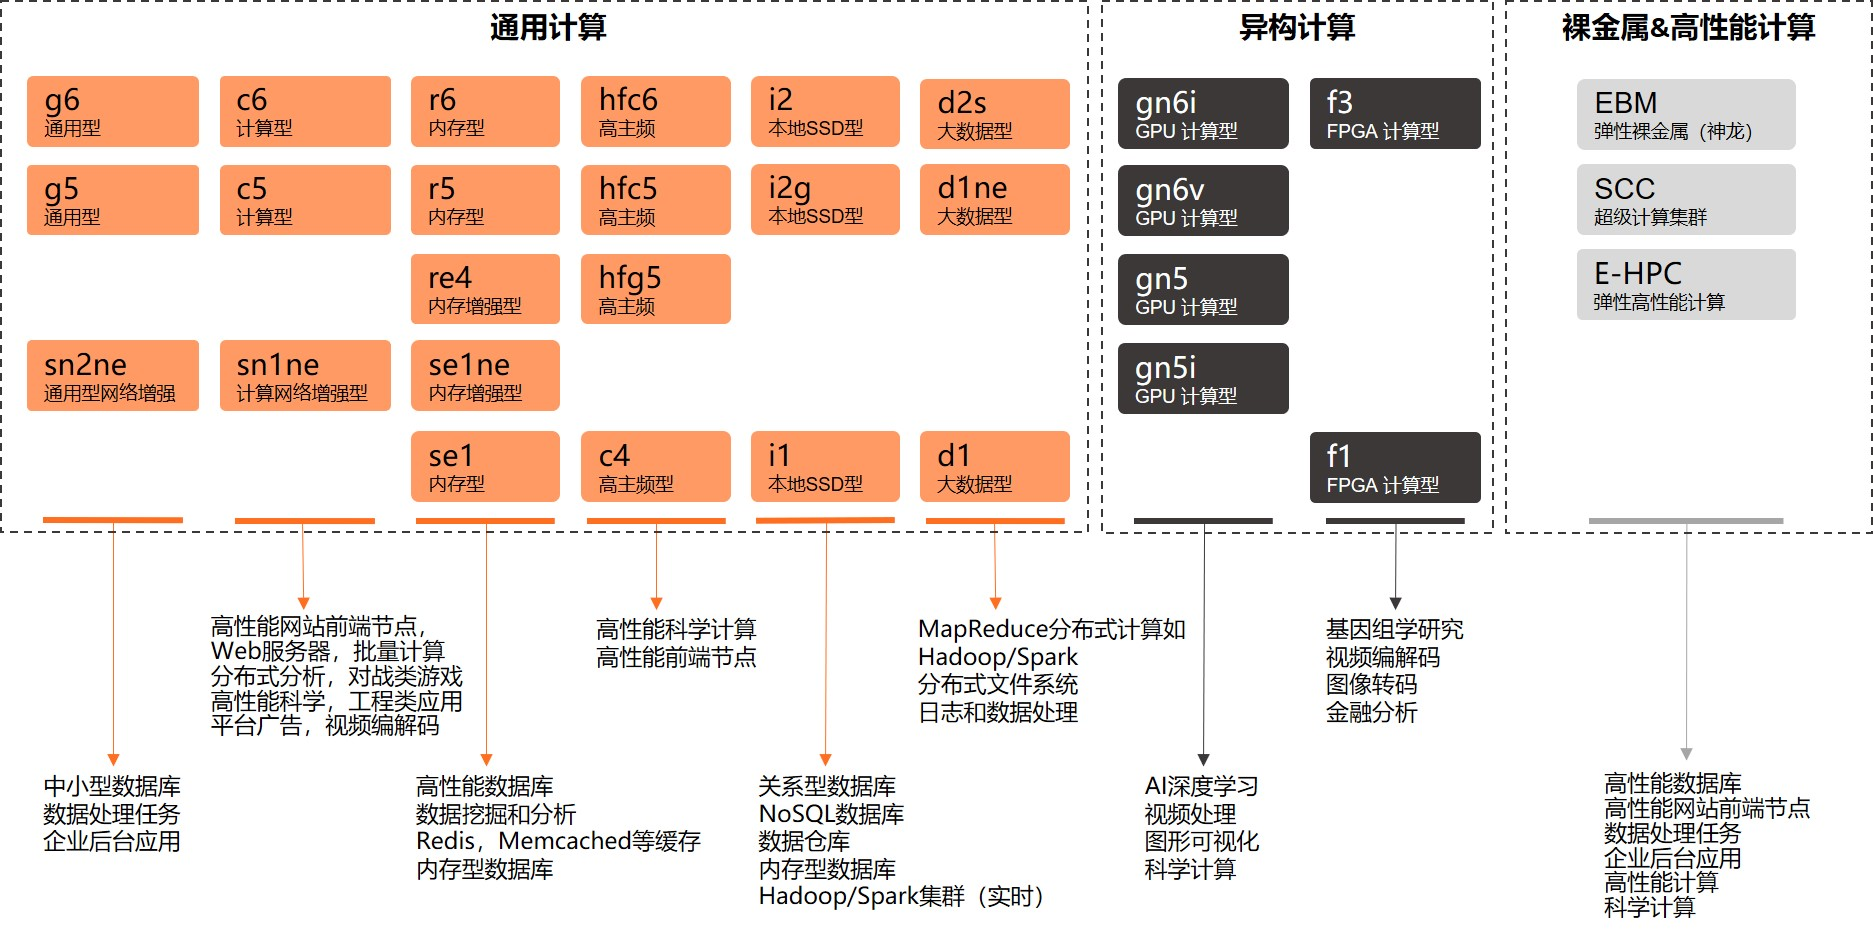 通用计算
g6
通用型
c6
计算型
r6
内存型
hfc6
高主频
i2
本地SSD型
d2s
大数据型
g5
通用型
c5
计算型
r5
内存型
hfc5
高主频
i2g
本地SSD型
d1ne
大数据型
re4
内存增强型
hfg5
高主频
sn2ne
通用型网络增强
sn1ne
计算网络增强型
se1ne
内存增强型
se1
内存型
c4
高主频型
i1
本地SSD型
d1
大数据型
异构计算
gn6i
GPU 计算型
f3
FPGA 计算型
gn6v
GPU 计算型
gn5
GPU 计算型
gn5i
GPU 计算型
f1
FPGA 计算型
裸金属&高性能计算
EBM
弹性裸金属（神龙）
SCC
超级计算集群
E-HPC
弹性高性能计算
中小型数据库
数据处理任务
企业后台应用
高性能网站前端节点，
Web服务器，批量计算
分布式分析，对战类游戏
高性能科学，工程类应用
平台广告，视频编解码
高性能数据库
数据挖掘和分析
Redis，Memcached等缓存
内存型数据库
高性能科学计算
高性能前端节点
关系型数据库
NoSQL数据库
数据仓库
内存型数据库
Hadoop/Spark集群（实时）
MapReduce分布式计算如
Hadoop/Spark
分布式文件系统
日志和数据处理
AI深度学习
视频处理
图形可视化
科学计算
基因组学研究
视频编解码
图像转码
金融分析
高性能数据库
高性能网站前端节点
数据处理任务
企业后台应用
高性能计算
科学计算